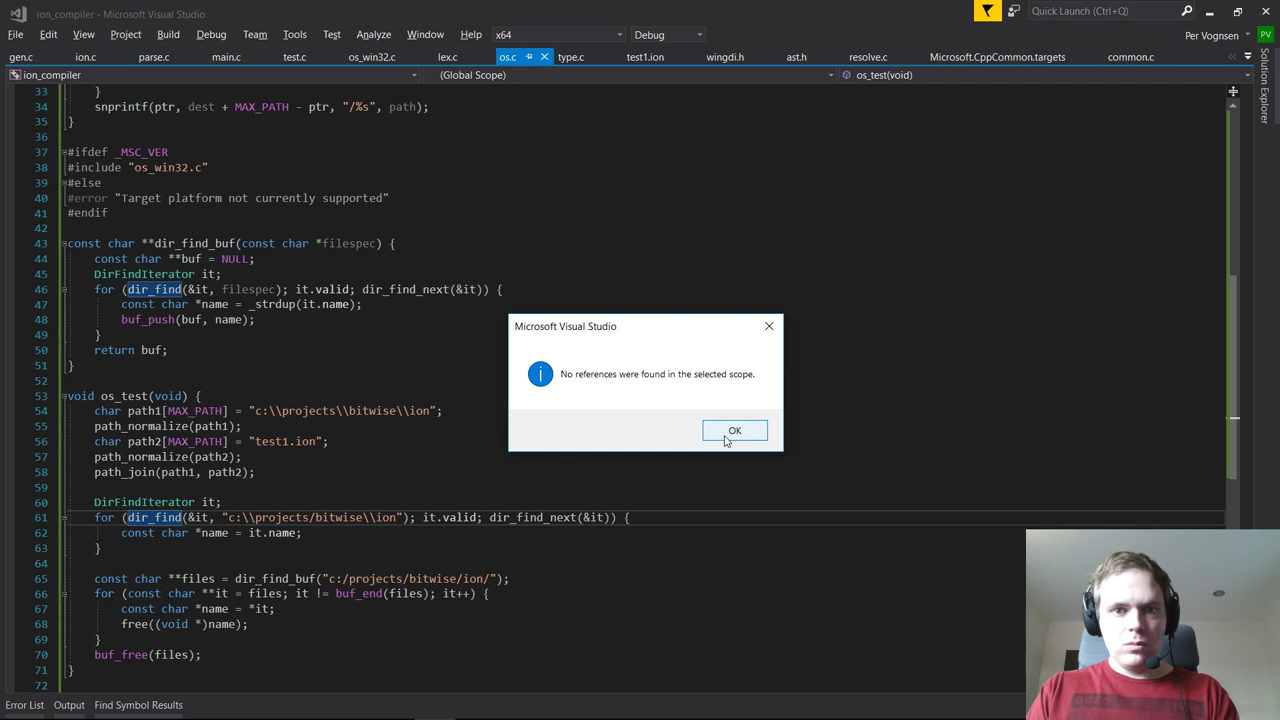 ion_compiler - Microsoft Visual Studio
Quick Launch (Ctrl+Q)
File Edit View Project Build Debug Team Tools Test Analyze Window Help x64 Debug Per Vognsen PV
gen.c ion.c parse.c main.c test.c os_win32.c lex.c os.c type.c test1.ion wingdi.h ast.h resolve.c Microsoft.CppCommon.targets common.c
ion_compiler (Global Scope) os_test(void)
Solution Explorer
33 }
34 snprintf(ptr, dest + MAX_PATH - ptr, "/%s", path);
35 }
36
37 #ifdef _MSC_VER
38 #include "os_win32.c"
39 #else
40 #error "Target platform not currently supported"
41 #endif
42
43 const char **dir_find_buf(const char *filespec) {
44 const char **buf = NULL;
45 DirFindIterator it;
46 for (dir_find(&it, filespec); it.valid; dir_find_next(&it)) {
47 const char *name = _strdup(it.name);
48 buf_push(buf, name);
49 }
50 return buf;
51 }
52
53 void os_test(void) {
54 char path1[MAX_PATH] = "c:\\projects\\bitwise\\ion";
55 path_normalize(path1);
56 char path2[MAX_PATH] = "test1.ion";
57 path_normalize(path2);
58 path_join(path1, path2);
59
60 DirFindIterator it;
61 for (dir_find(&it, "c:\\projects/bitwise\\ion"); it.valid; dir_find_next(&it)) {
62 const char *name = it.name;
63 }
64
65 const char **files = dir_find_buf("c:/projects/bitwise/ion/");
66 for (const char **it = files; it != buf_end(files); it++) {
67 const char *name = *it;
68 free((void *)name);
69 }
70 buf_free(files);
71 }
72
Microsoft Visual Studio
No references were found in the selected scope.
OK
Error List Output Find Symbol Results